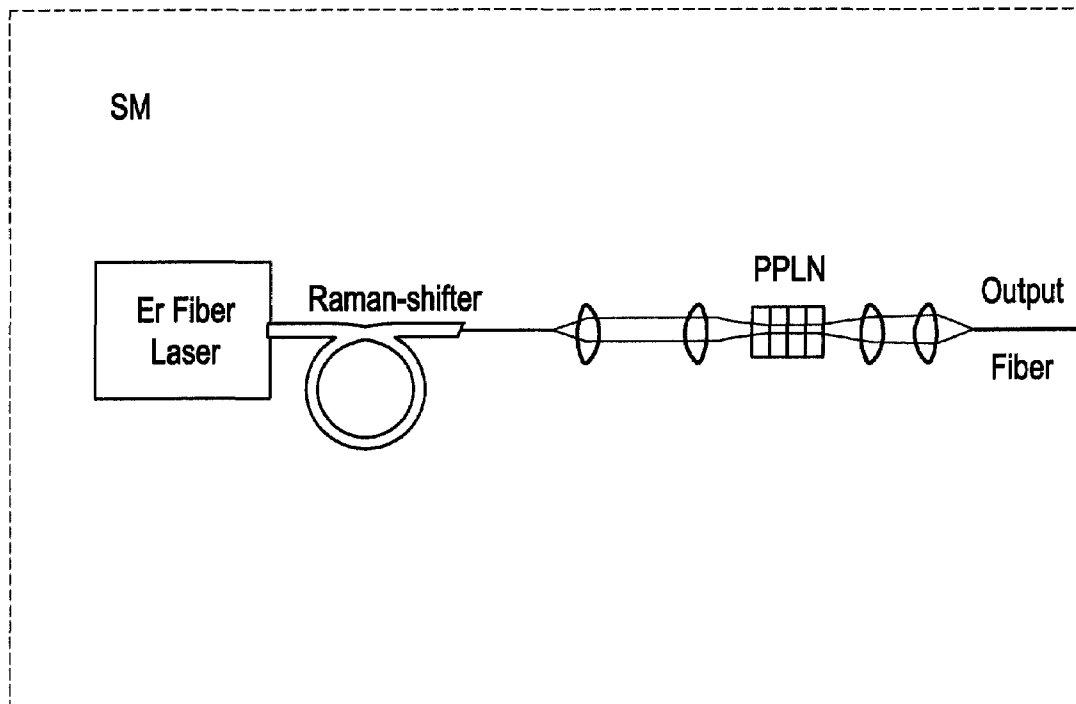 SM
Er Fiber
Laser
Raman-shifter
PPLN
Output
Fiber